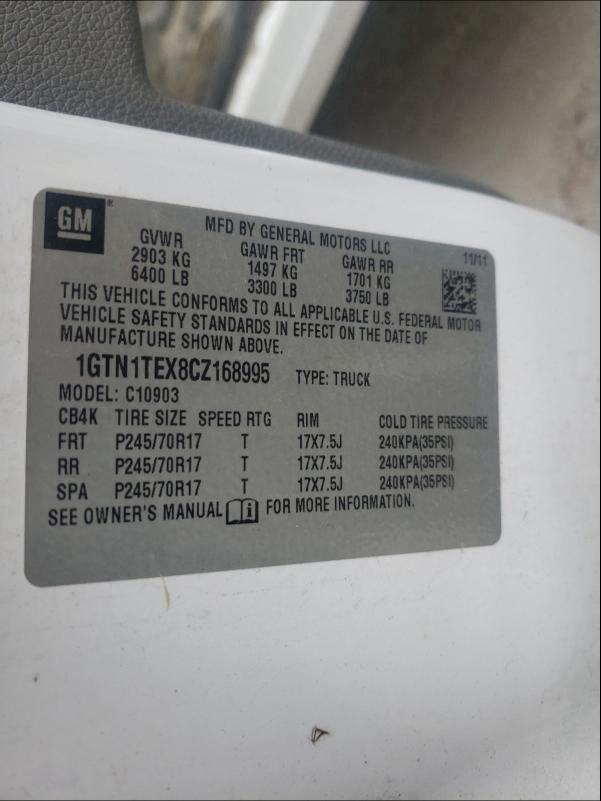 GM®
MFD BY GENERAL MOTORS LLC 11/11
GVWR GAWR FRT GAWR RR
2903 KG 1497 KG 1701 KG
6400 LB 3300 LB 3750 LB
THIS VEHICLE CONFORMS TO ALL APPLICABLE U.S. FEDERAL MOTOR
VEHICLE SAFETY STANDARDS IN EFFECT ON THE DATE OF
MANUFACTURE SHOWN ABOVE.
1GTN1TEX8CZ168995 TYPE: TRUCK
MODEL: C10903
CB4K TIRE SIZE SPEED RTG RIM COLD TIRE PRESSURE
FRT P245/70R17 T 17X7.5J 240KPA(35PSI)
RR P245/70R17 T 17X7.5J 240KPA(35PSI)
SPA P245/70R17 T 17X7.5J 240KPA(35PSI)
SEE OWNER'S MANUAL i FOR MORE INFORMATION.